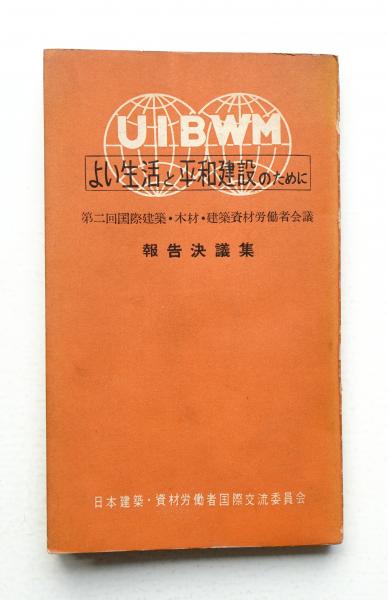 UIBWM
よい生活と平和建設のために
第二回国際建築・木材・建築資材労働者会議
報告決議集
日本建築・資材労働者国際交流委員会